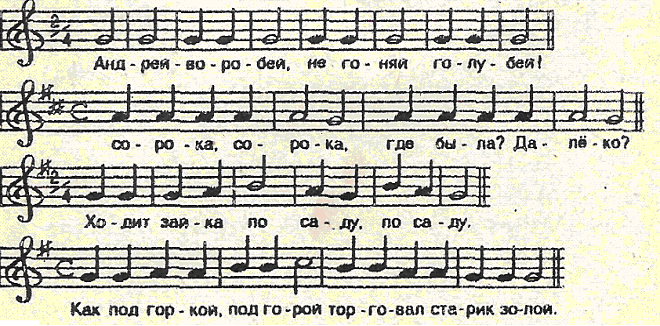 Анд - рей - во - ро - бей, не го - няй го - лу - бей!
со - ро - ка, со - ро - ка, где бы - ла? Да - лё - ко?
Хо - дит зай - ка по са - ду, по са - ду.
Как под гор - кой, под го - рой тор - го - вал ста - рик зо - лой.